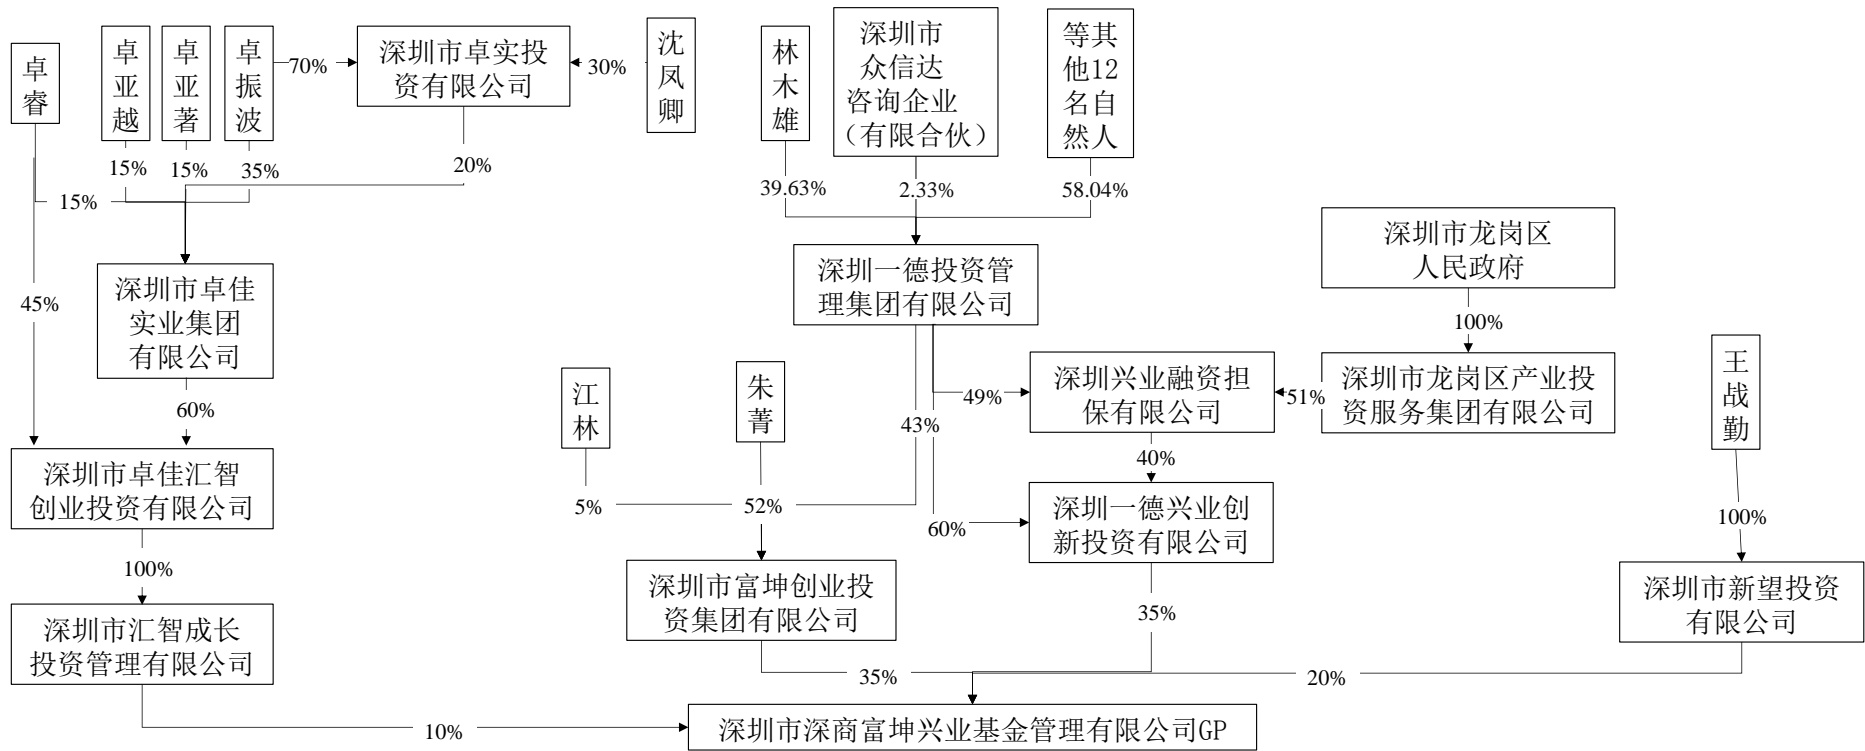 卓
睿
卓
亚
越
卓
亚
著
卓
振
波
70%
深圳市卓实投
资有限公司
30%
沈
凤
卿
林
木
雄
深圳市
众信达
咨询企业
（有限合伙）
等其
他12
名自
然人
15%
15%
35%
20%
15%
39.63%
2.33%
58.04%
深圳市龙岗区
人民政府
深圳一德投资管
理集团有限公司
深圳市卓佳
实业集团
有限公司
45%
100%
60%
江
林
朱
菁
43%
49%
深圳兴业融资担
保有限公司
51%
深圳市龙岗区产业投
资服务集团有限公司
王
战
勤
深圳市卓佳汇智
创业投资有限公司
40%
5%
52%
60%
深圳一德兴业创
新投资有限公司
100%
100%
深圳市富坤创业投
资集团有限公司
35%
深圳市新望投资
有限公司
深圳市汇智成长
投资管理有限公司
35%
20%
10%
深圳市深商富坤兴业基金管理有限公司GP